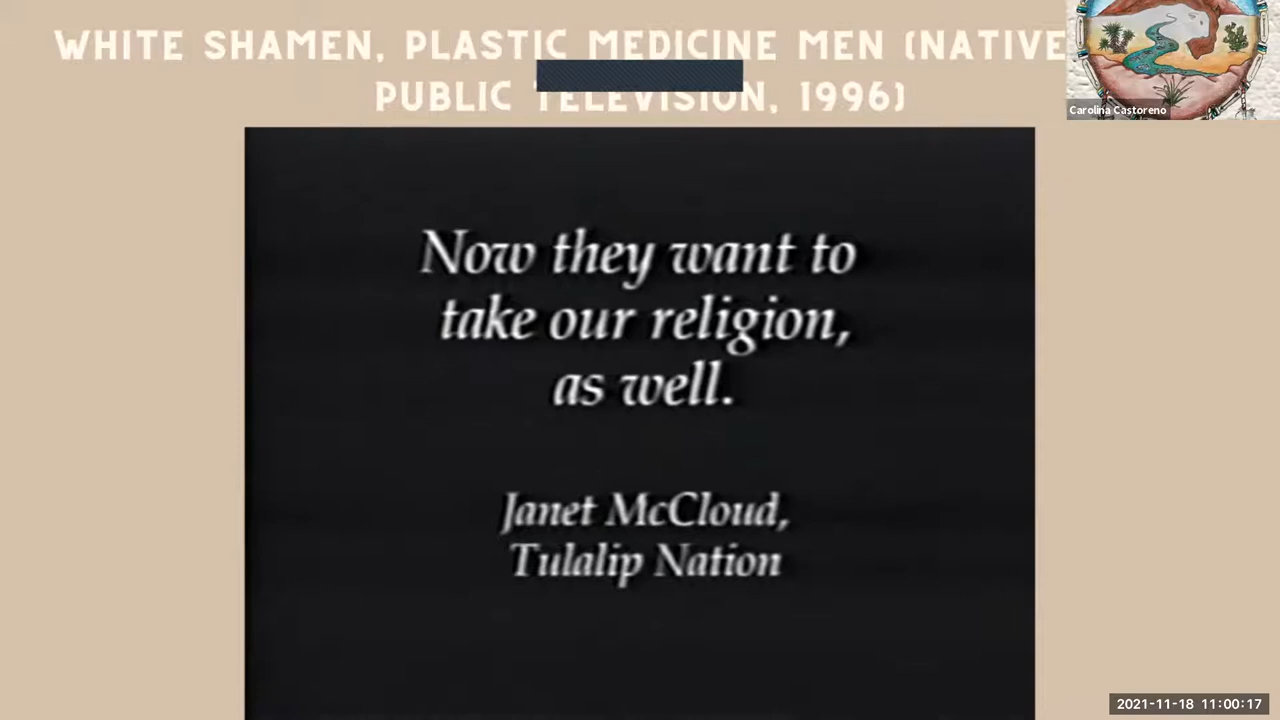 WHITE SHAMEN, PLASTIC MEDICINE MEN (NATIVE
PUBLIC TELEVISION, 1996)
Carolina Castoreno
Now they want to
take our religion,
as well.
Janet McCloud,
Tulalip Nation
2021-11-18 11:00:17